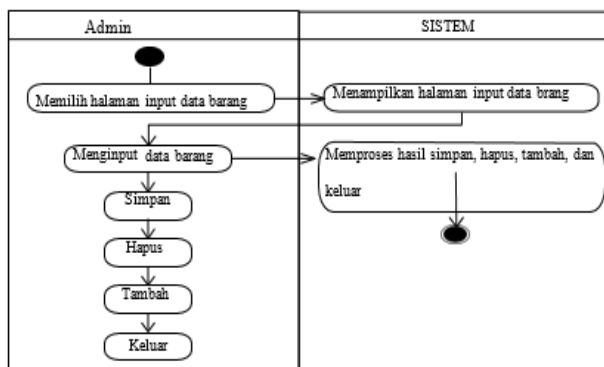 Admin
SISTEM
Memilih halaman input data barang
Menampilkan halaman input data brang
Menginput data barang
Memproses hasil simpan, hapus, tambah, dan
keluar
Simpan
Hapus
Tambah
Keluar